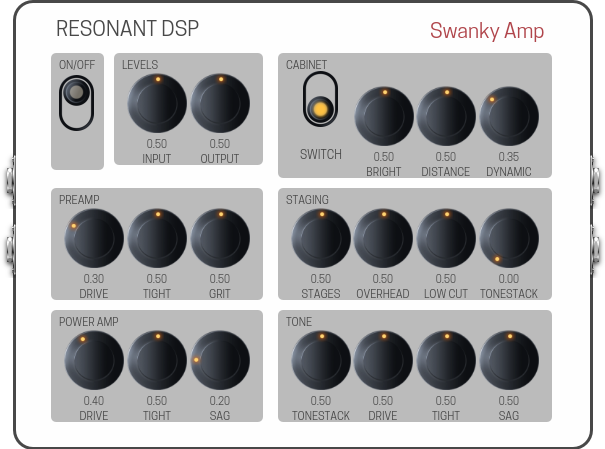 RESONANT DSP
Swanky Amp
ON/OFF
LEVELS
0.50 0.50
INPUT OUTPUT
CABINET
SWITCH
0.50 0.50 0.35
BRIGHT DISTANCE DYNAMIC
PREAMP
0.30 0.50 0.50
DRIVE TIGHT GRIT
STAGING
0.50 0.50 0.50 0.00
STAGES OVERHEAD LOW CUT TONESTACK
POWER AMP
0.40 0.50 0.20
DRIVE TIGHT SAG
TONE
0.50 0.50 0.50 0.50
TONESTACK DRIVE TIGHT SAG